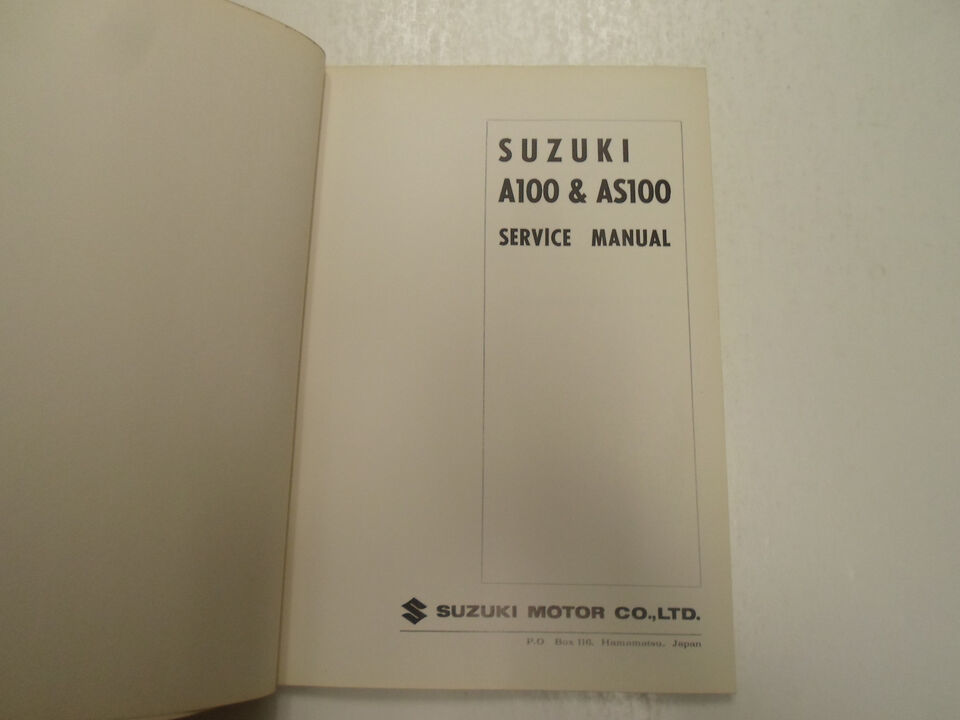 SUZUKI
A100 & AS100
SERVICE MANUAL
SUZUKI MOTOR CO.,LTD.
P.O Box 116, Hamamatsu, Japan